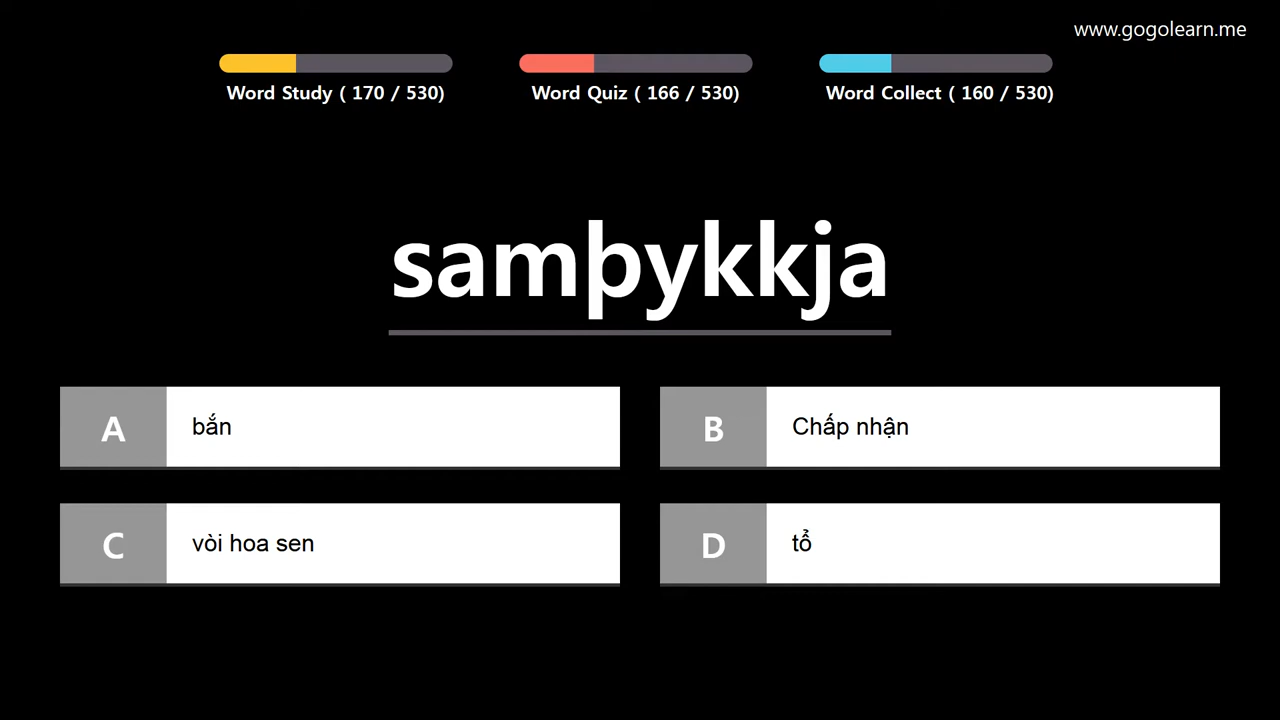 www.gogolearn.me
Word Study ( 170 / 530)
Word Quiz ( 166 / 530)
Word Collect ( 160 / 530)
samþykkja
A bắn
B Chấp nhận
C vòi hoa sen
D tổ